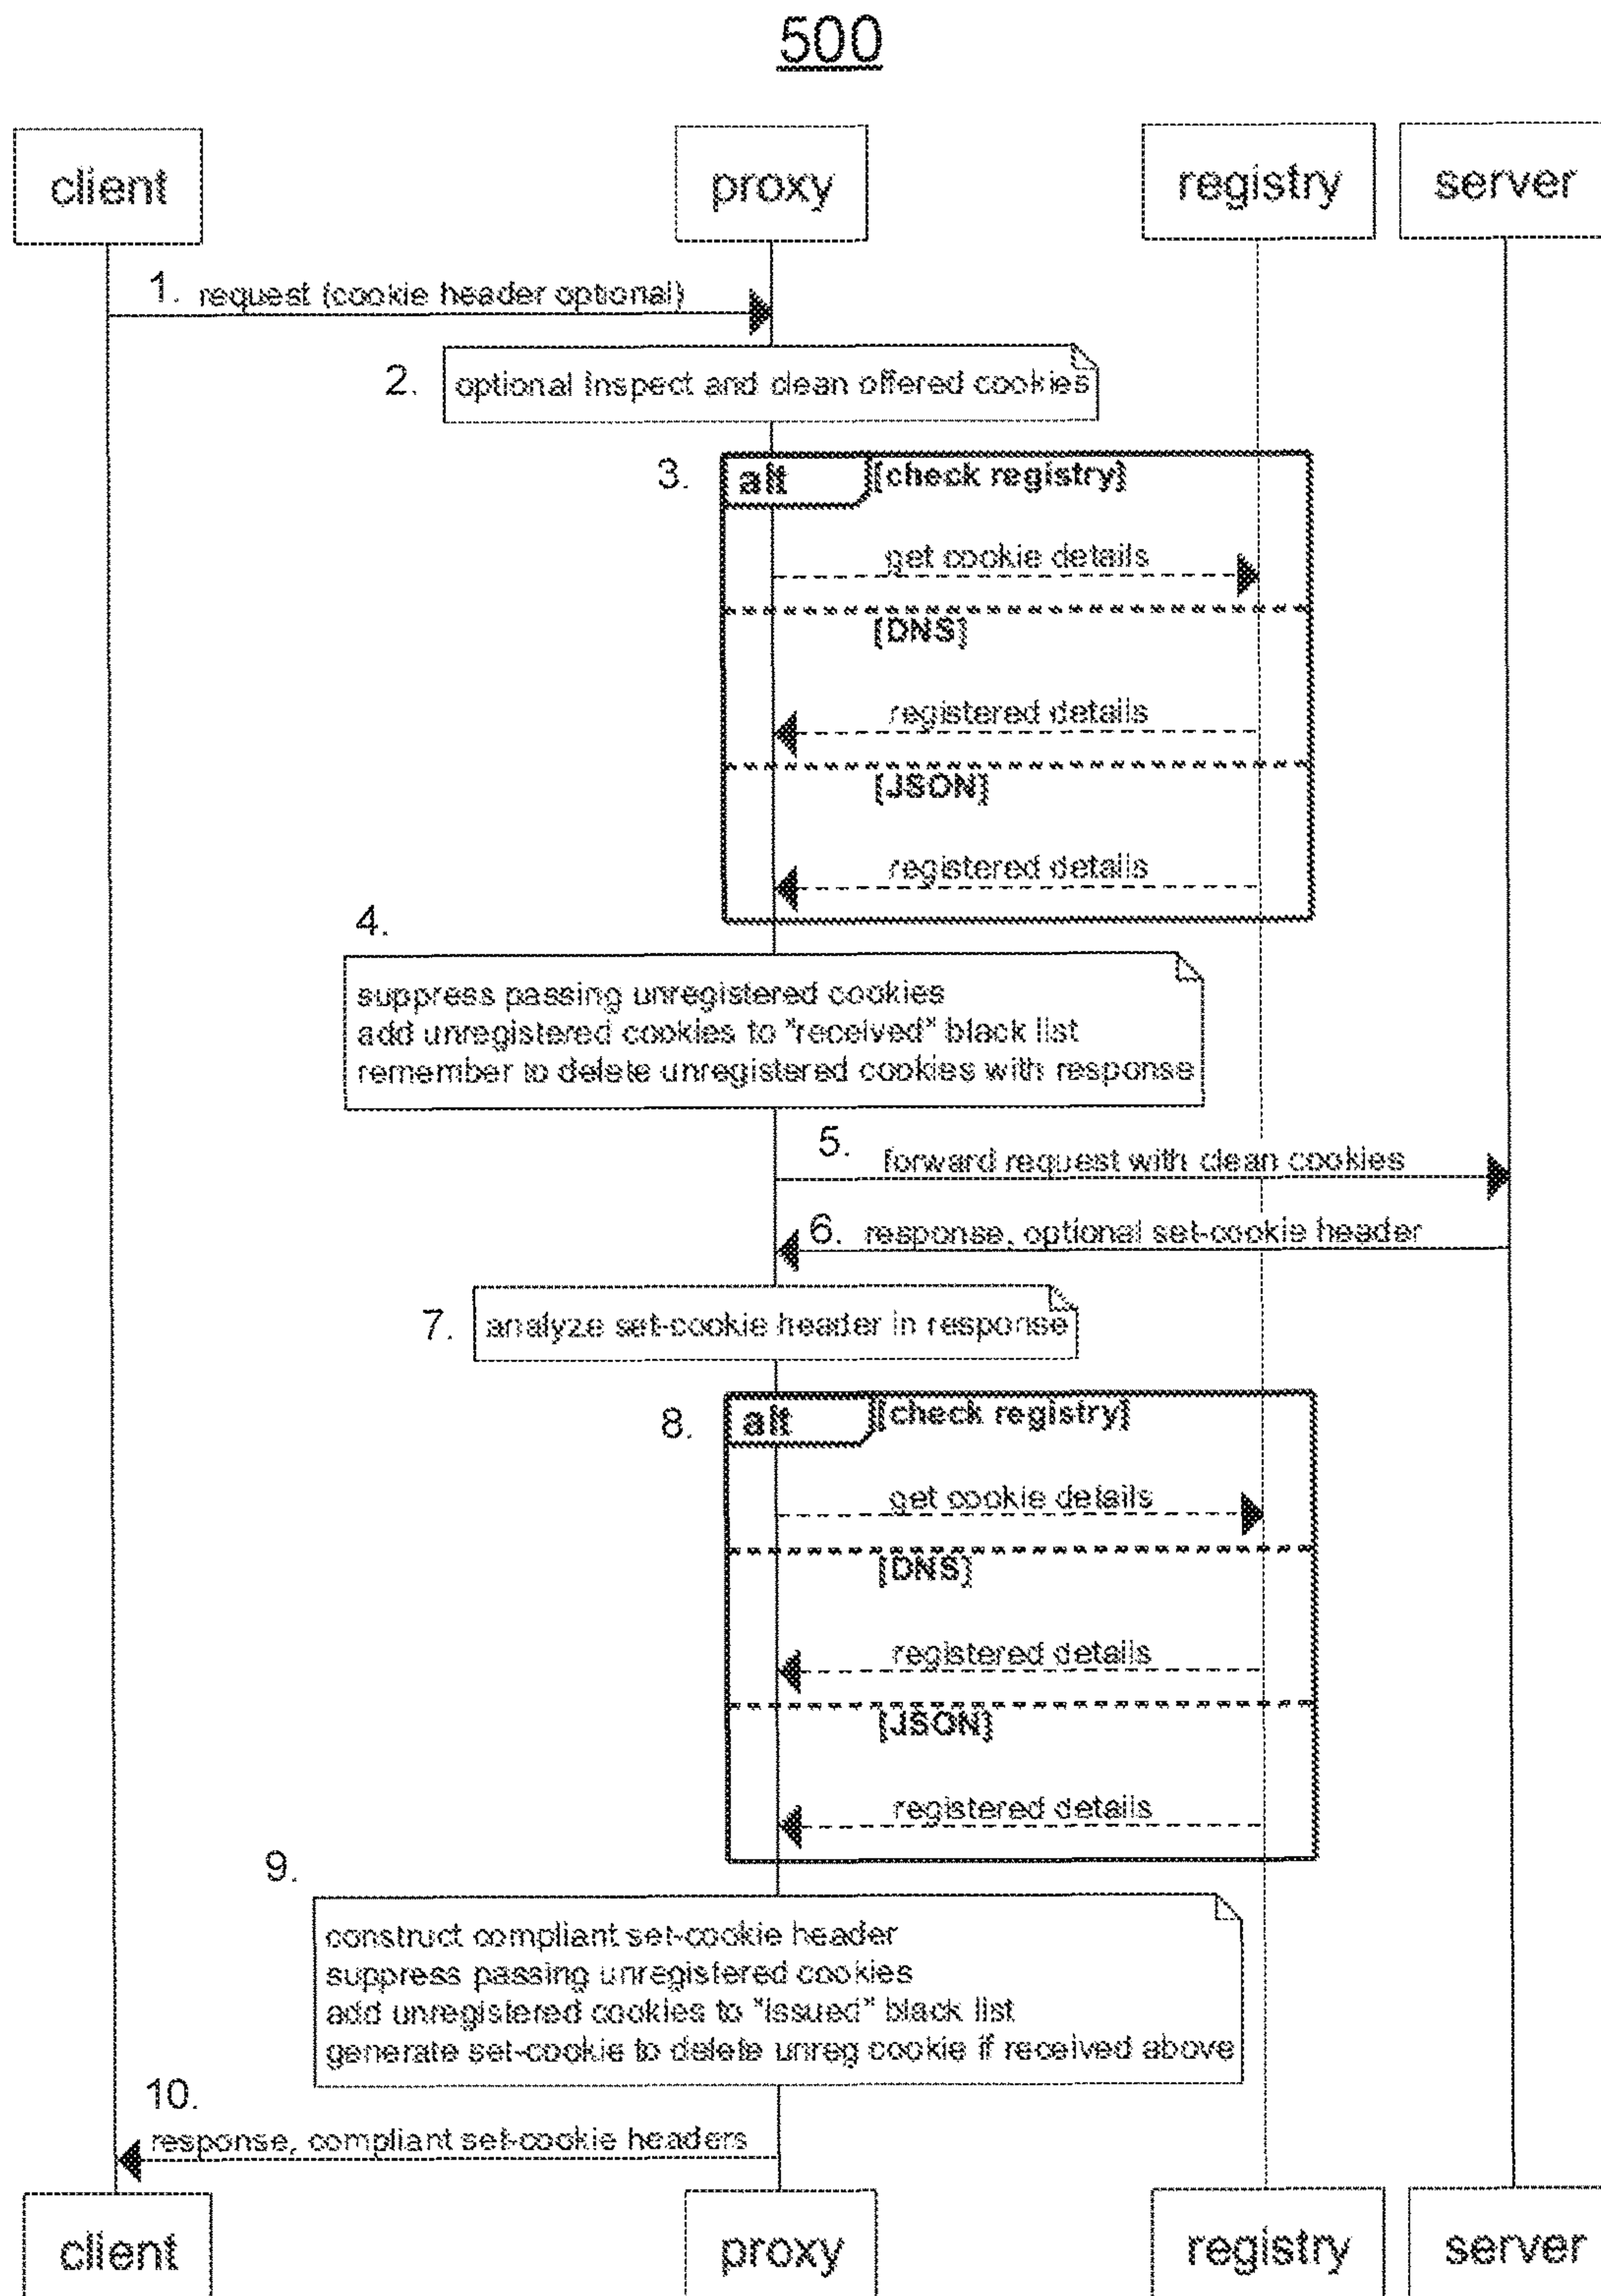 500
client
proxy
registry
server
1. request (cookie header optional)
2. optional inspect and clean offered cookies
3. alt [check registry]
get cookie details
[DNS]
registered details
[JSON]
registered details
4.
suppress passing unregistered cookies
add unregistered cookies to "received" black list
remember to delete unregistered cookies with response
5. forward request with clean cookies
6. response, optional set-cookie header
7. analyze set-cookie header in response
8. alt [check registry]
get cookie details
[DNS]
registered details
[JSON]
registered details
9.
construct compliant set-cookie header
suppress passing unregistered cookies
add unregistered cookies to "issued" black list
generate set-cookie to delete unreg cookie if received above
10.
response, compliant set-cookie headers
client
proxy
registry
server